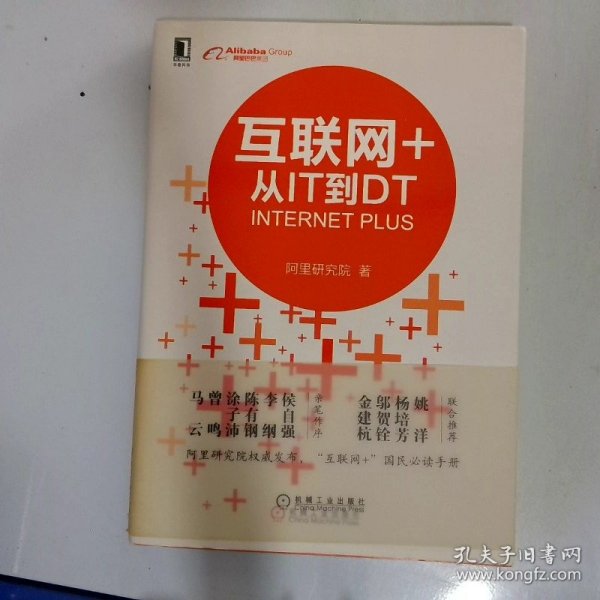 Alibaba Group
阿里巴巴集团
互联网+
从IT到DT
INTERNET PLUS
阿里研究院 著
马云 曾鸣 涂子沛 陈有钢 李纲 侯自强 亲笔作序
金建杭 邬贺铨 杨培芳 姚洋 联合推荐
阿里研究院权威发布，“互联网+”国民必读手册
机械工业出版社
China Machine Press
孔夫子旧书网
www.kongfz.com